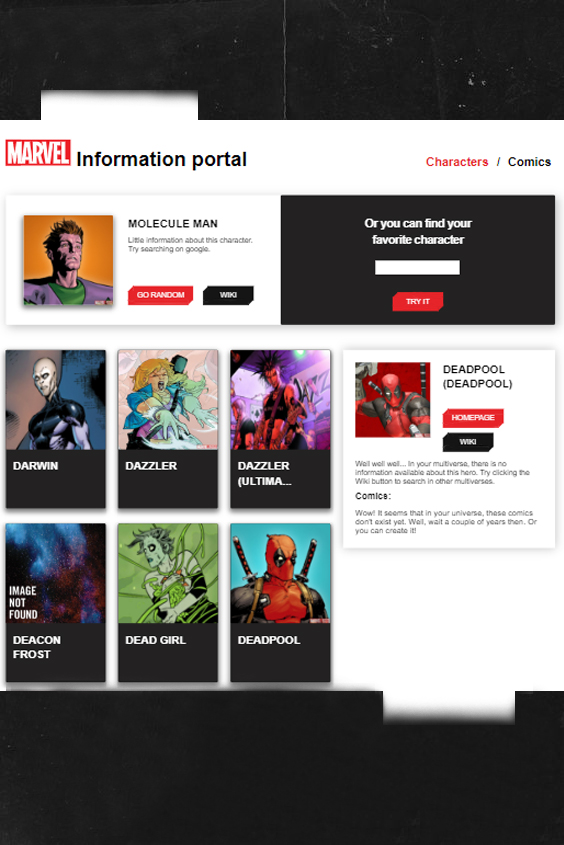 MARVEL Information portal
Characters / Comics
MOLECULE MAN
Little information about this character.
Try searching on google.
GO RANDOM
WIKI
Or you can find your
favorite character
TRY IT
DARWIN
DAZZLER
DAZZLER
(ULTIMA...
DEADPOOL
(DEADPOOL)
HOMEPAGE
WIKI
Well well well... In your multiverse, there is no
information available about this hero. Try clicking the
Wiki button to search in other multiverses.
Comics:
Wow! It seems that in your universe, these comics
don't exist yet. Well, wait a couple of years then. Or
you can create it!
IMAGE
NOT
FOUND
DEACON
FROST
DEAD GIRL
DEADPOOL